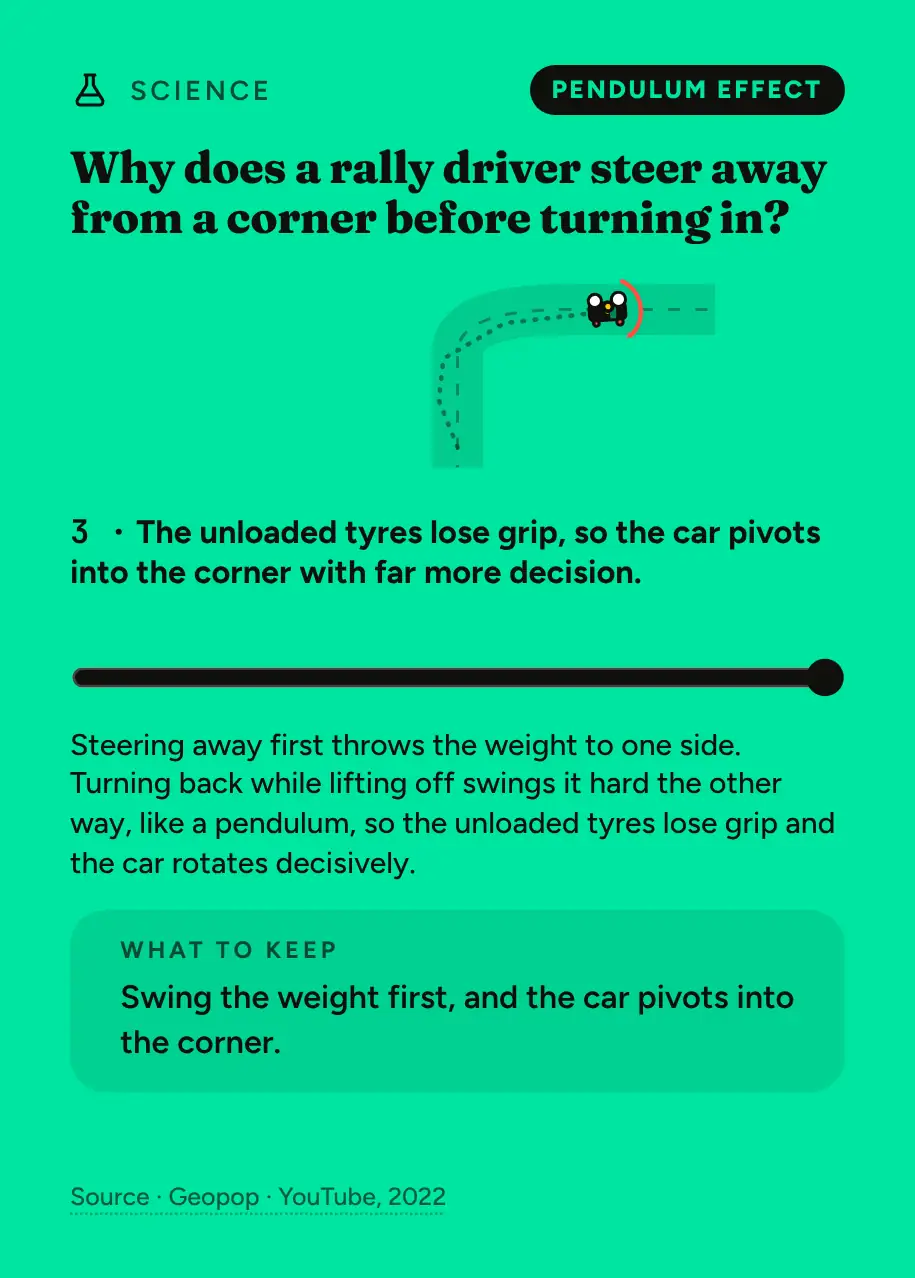 SCIENCE
PENDULUM EFFECT
Why does a rally driver steer away
from a corner before turning in?
3 · The unloaded tyres lose grip, so the car pivots
into the corner with far more decision.
Steering away first throws the weight to one side.
Turning back while lifting off swings it hard the other
way, like a pendulum, so the unloaded tyres lose grip and
the car rotates decisively.
WHAT TO KEEP
Swing the weight first, and the car pivots into
the corner.
Source · Geopop · YouTube, 2022